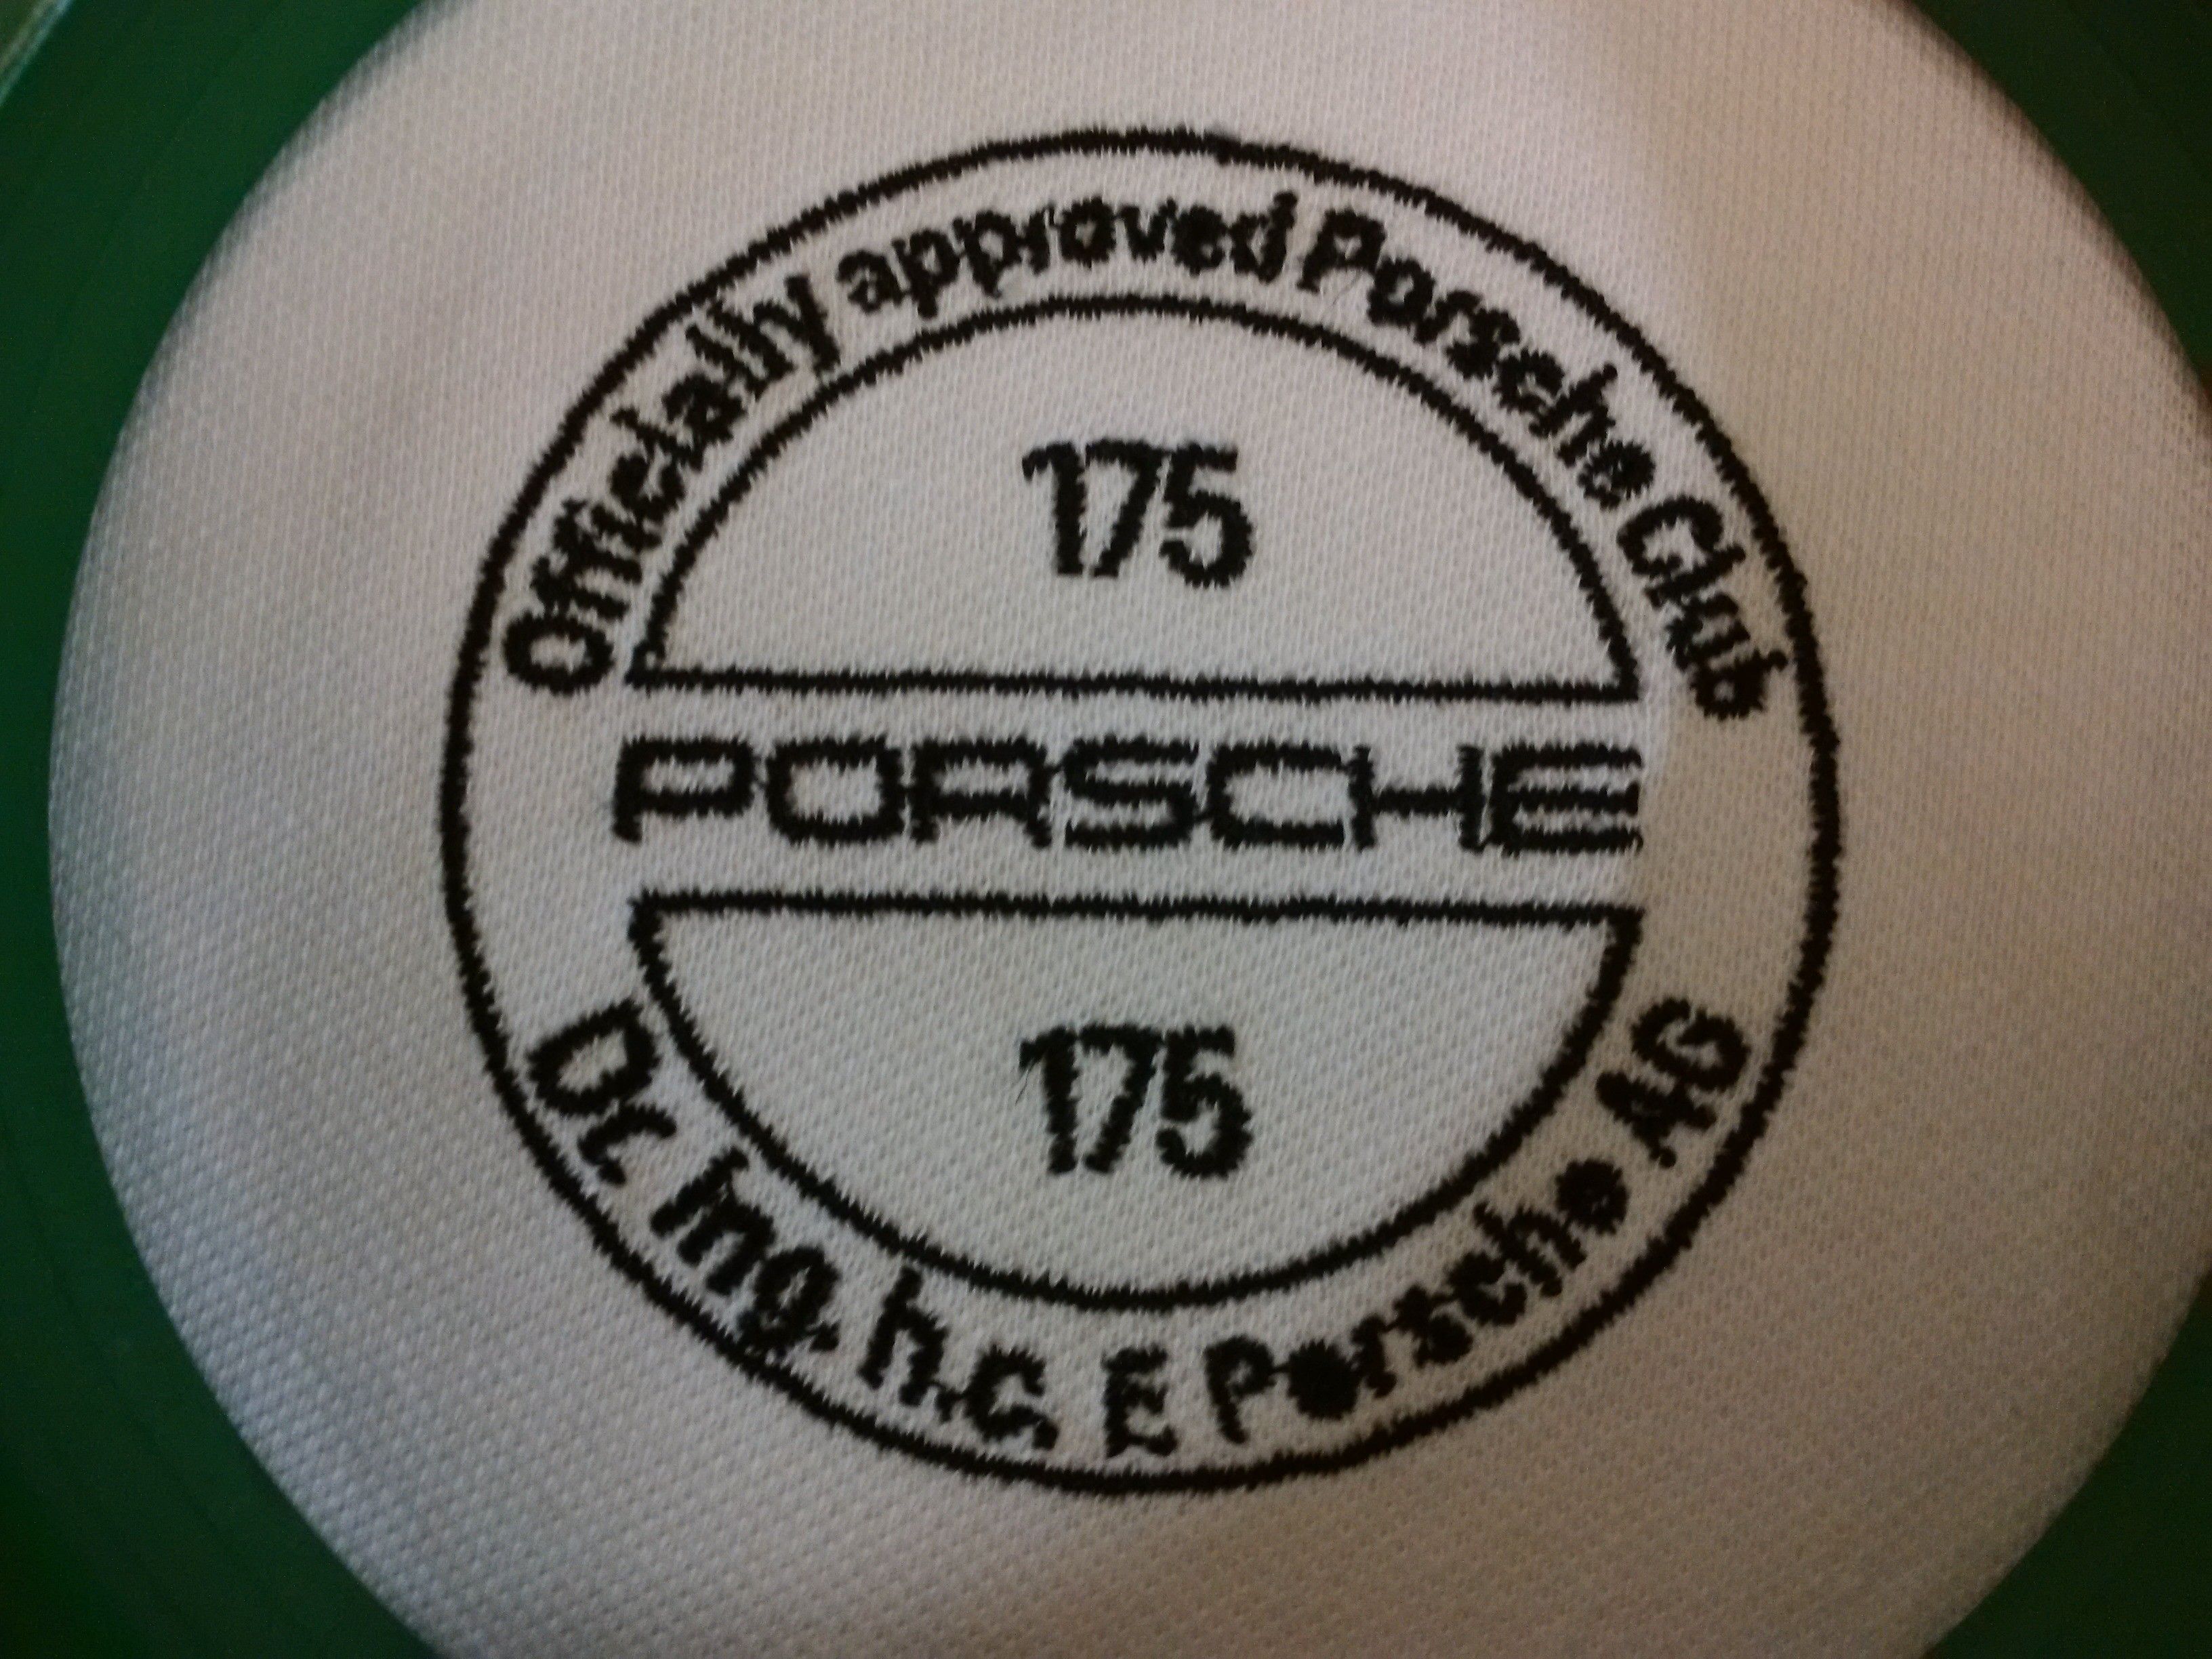 Officially approved Porsche Club
175
PORSCHE
175
Dr. Ing. h.c. E Porsche AG